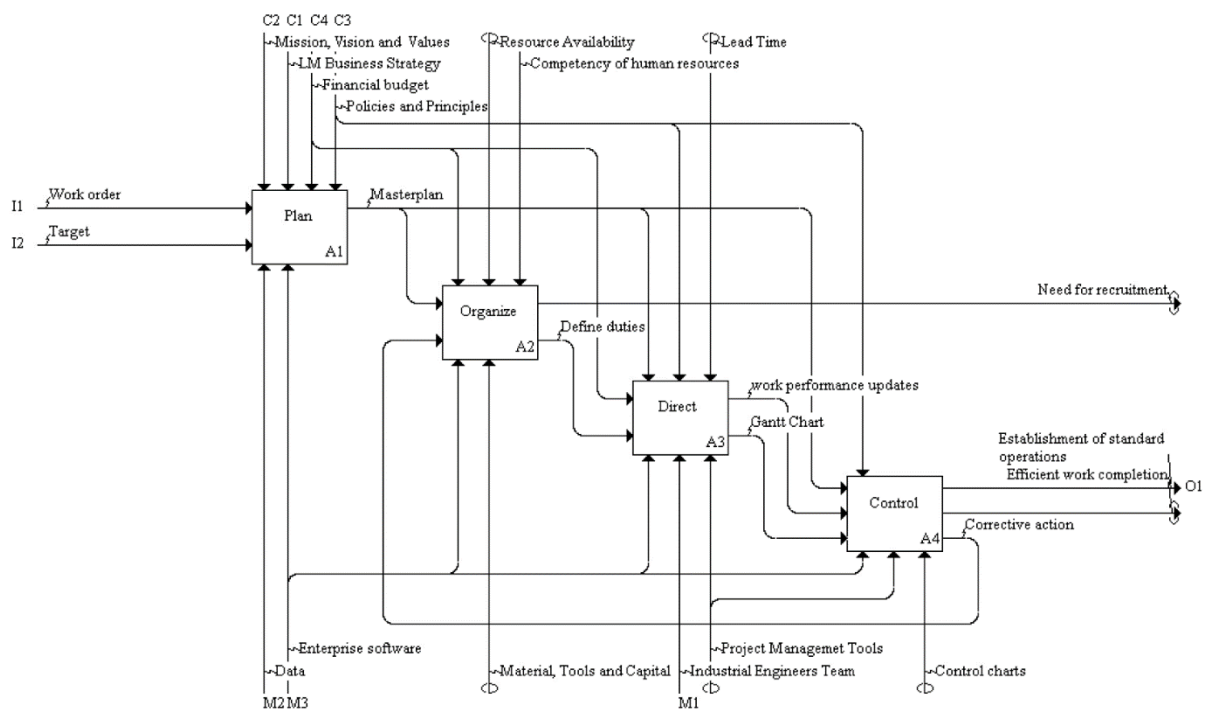 C2 C1 C4 C3
Mission, Vision and Values
Resource Availability
Lead Time
LM Business Strategy
Competency of human resources
Financial budget
Policies and Principles
I1
Work order
Masterplan
Plan
I2
Target
A1
Need for recruitment
Organize
Define duties
A2
work performance updates
Direct
Gantt Chart
A3
Establishment of standard
operations
Efficient work completion
O1
Control
Corrective action
A4
Enterprise software
Project Managemet Tools
Data
Material, Tools and Capital
Industrial Engineers Team
Control charts
M2 M3
M1